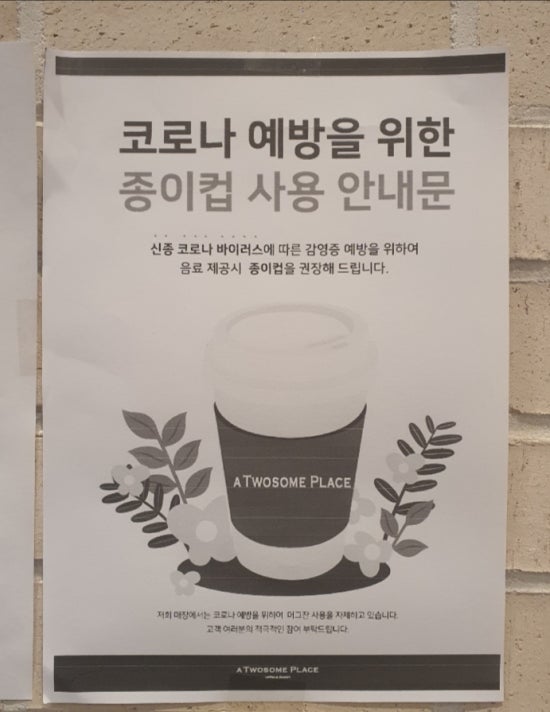 코로나 예방을 위한
종이컵 사용 안내문
신종 코로나 바이러스에 따른 감영증 예방을 위하여
음료 제공시 종이컵을 권장해 드립니다.
A TWOSOME PLACE
저희 매장에서는 코로나 예방을 위하여 머그잔 사용을 자제하고 있습니다.
고객 여러분의 적극적인 참여 부탁드립니다.
A TWOSOME PLACE